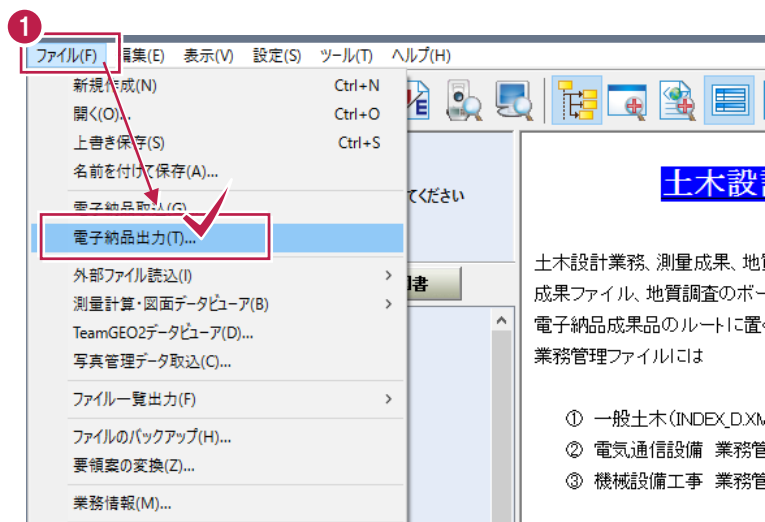 1
ファイル(F) 編集(E) 表示(V) 設定(S) ツール(T) ヘルプ(H)
新規作成(N) Ctrl+N
開く(O)... Ctrl+O
上書き保存(S) Ctrl+S
名前を付けて保存(A)...
電子納品取込(G)
電子納品出力(T)...
外部ファイル読込(I) >
測量計算・図面データビューア(B) >
TeamGEO2データビューア(D)...
写真管理データ取込(C)...
ファイル一覧出力(F) >
ファイルのバックアップ(H)...
要領案の変換(Z)...
業務情報(M)...
てください
書
土木設
土木設計業務、測量成果、地
成果ファイル、地質調査のボー
電子納品成果品のルートに置
業務管理ファイルには
① 一般土木(INDEX_D.XM
② 電気通信設備 業務管
③ 機械設備工事 業務管